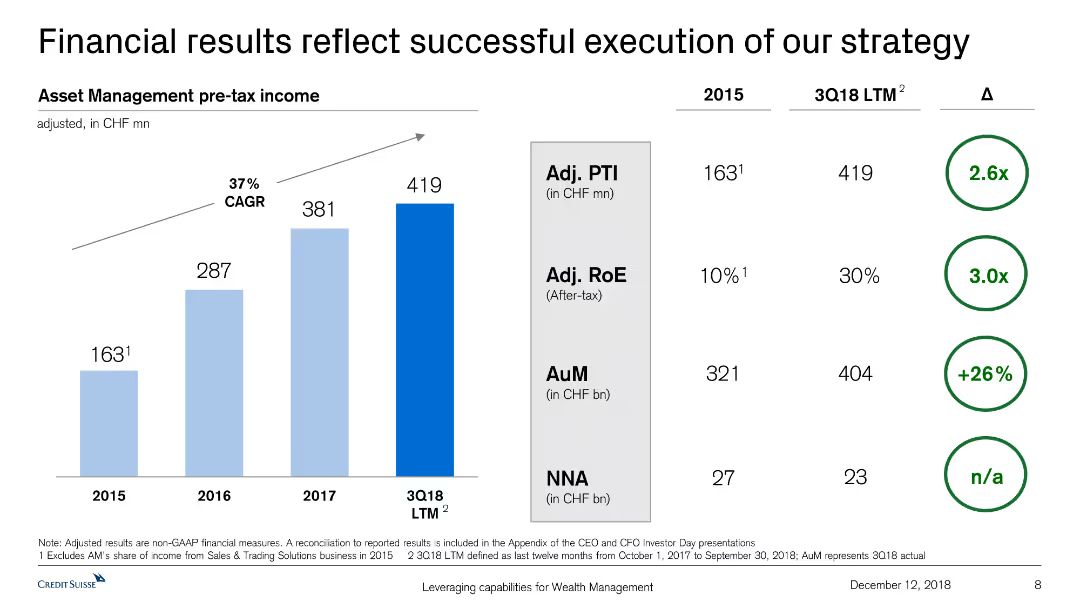 Financial results reflect successful execution of our strategy
Asset Management pre-tax income
adjusted, in CHF mn
37%
CAGR
163¹
287
381
419
2015
2016
2017
3Q18
LTM ²
2015 3Q18 LTM ² Δ
Adj. PTI
(in CHF mn)
163¹ 419 2.6x
Adj. RoE
(After-tax)
10%¹ 30% 3.0x
AuM
(in CHF bn)
321 404 +26%
NNA
(in CHF bn)
27 23 n/a
Note: Adjusted results are non-GAAP financial measures. A reconciliation to reported results is included in the Appendix of the CEO and CFO Investor Day presentations
1 Excludes AM's share of income from Sales & Trading Solutions business in 2015 2 3Q18 LTM defined as last twelve months from October 1, 2017 to September 30, 2018; AuM represents 3Q18 actual
CREDIT SUISSE Leveraging capabilities for Wealth Management December 12, 2018 8